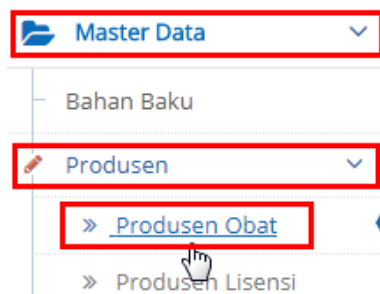 Master Data
Bahan Baku
Produsen
» Produsen Obat
» Produsen Lisensi